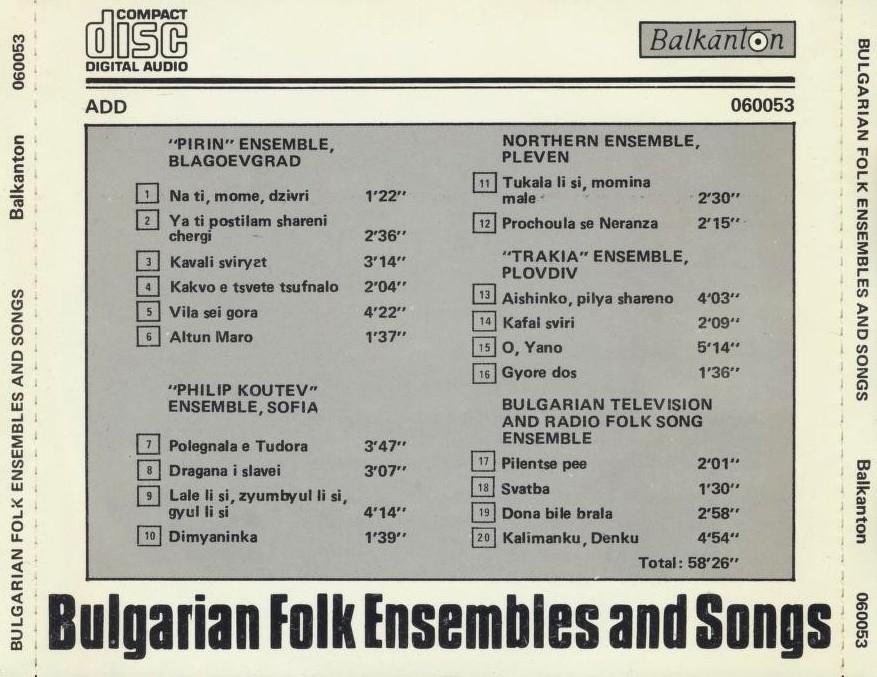 COMPACT
disc
DIGITAL AUDIO
Balkanton
ADD
060053
"PIRIN" ENSEMBLE,
BLAGOEVGRAD
1 Na ti, mome, dzivri 1'22''
2 Ya ti postilam shareni
chergi 2'36''
3 Kavali sviryat 3'14''
4 Kakvo e tsvete tsufnalo 2'04''
5 Vila sei gora 4'22''
6 Altun Maro 1'37''
"PHILIP KOUTEV"
ENSEMBLE, SOFIA
7 Polegnala e Tudora 3'47''
8 Dragana i slavei 3'07''
9 Lale li si, zyumbyul li si,
gyul li si 4'14''
10 Dimyaninka 1'39''
NORTHERN ENSEMBLE,
PLEVEN
11 Tukala li si, momina
male 2'30''
12 Prochoula se Neranza 2'15''
"TRAKIA" ENSEMBLE,
PLOVDIV
13 Aishinko, pilya shareno 4'03''
14 Kafal sviri 2'09''
15 O, Yano 5'14''
16 Gyore dos 1'36''
BULGARIAN TELEVISION
AND RADIO FOLK SONG
ENSEMBLE
17 Pilentse pee 2'01''
18 Svatba 1'30''
19 Dona bile brala 2'58''
20 Kalimanku, Denku 4'54''
Total: 58'26''
Bulgarian Folk Ensembles and Songs
BULGARIAN FOLK ENSEMBLES AND SONGS Balkanton 060053
BULGARIAN FOLK ENSEMBLES AND SONGS Balkanton 060053